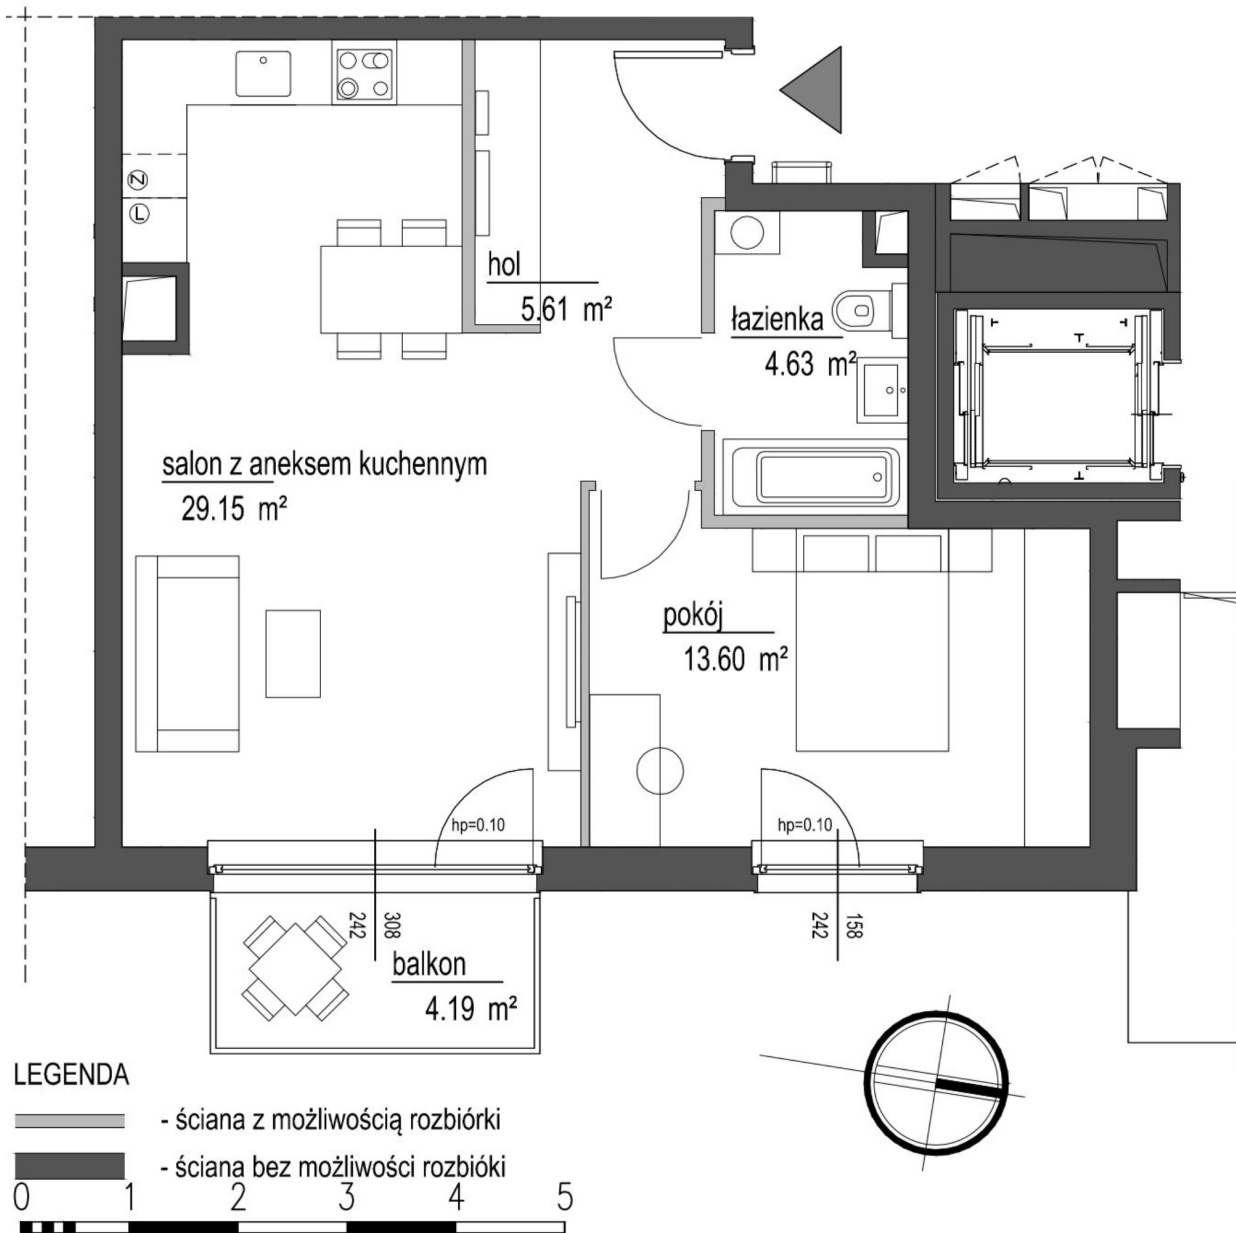 Z
L
hol
5.61 m²
łazienka
4.63 m²
salon z aneksem kuchennym
29.15 m²
pokój
13.60 m²
hp=0.10
hp=0.10
308
242
158
242
balkon
4.19 m²
LEGENDA
- ściana z możliwością rozbiórki
- ściana bez możliwości rozbióki
0 1 2 3 4 5